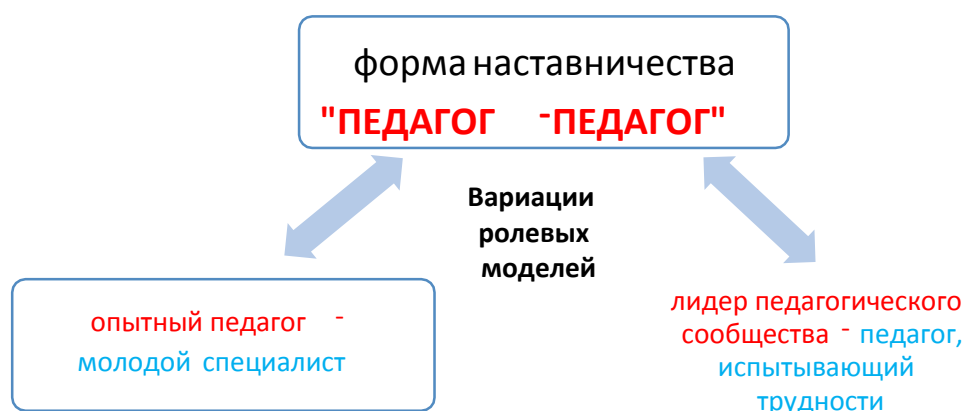 форма наставничества
"ПЕДАГОГ -ПЕДАГОГ"
Вариации
ролевых
моделей
опытный педагог -
молодой специалист
лидер педагогического
сообщества - педагог,
испытывающий
трудности